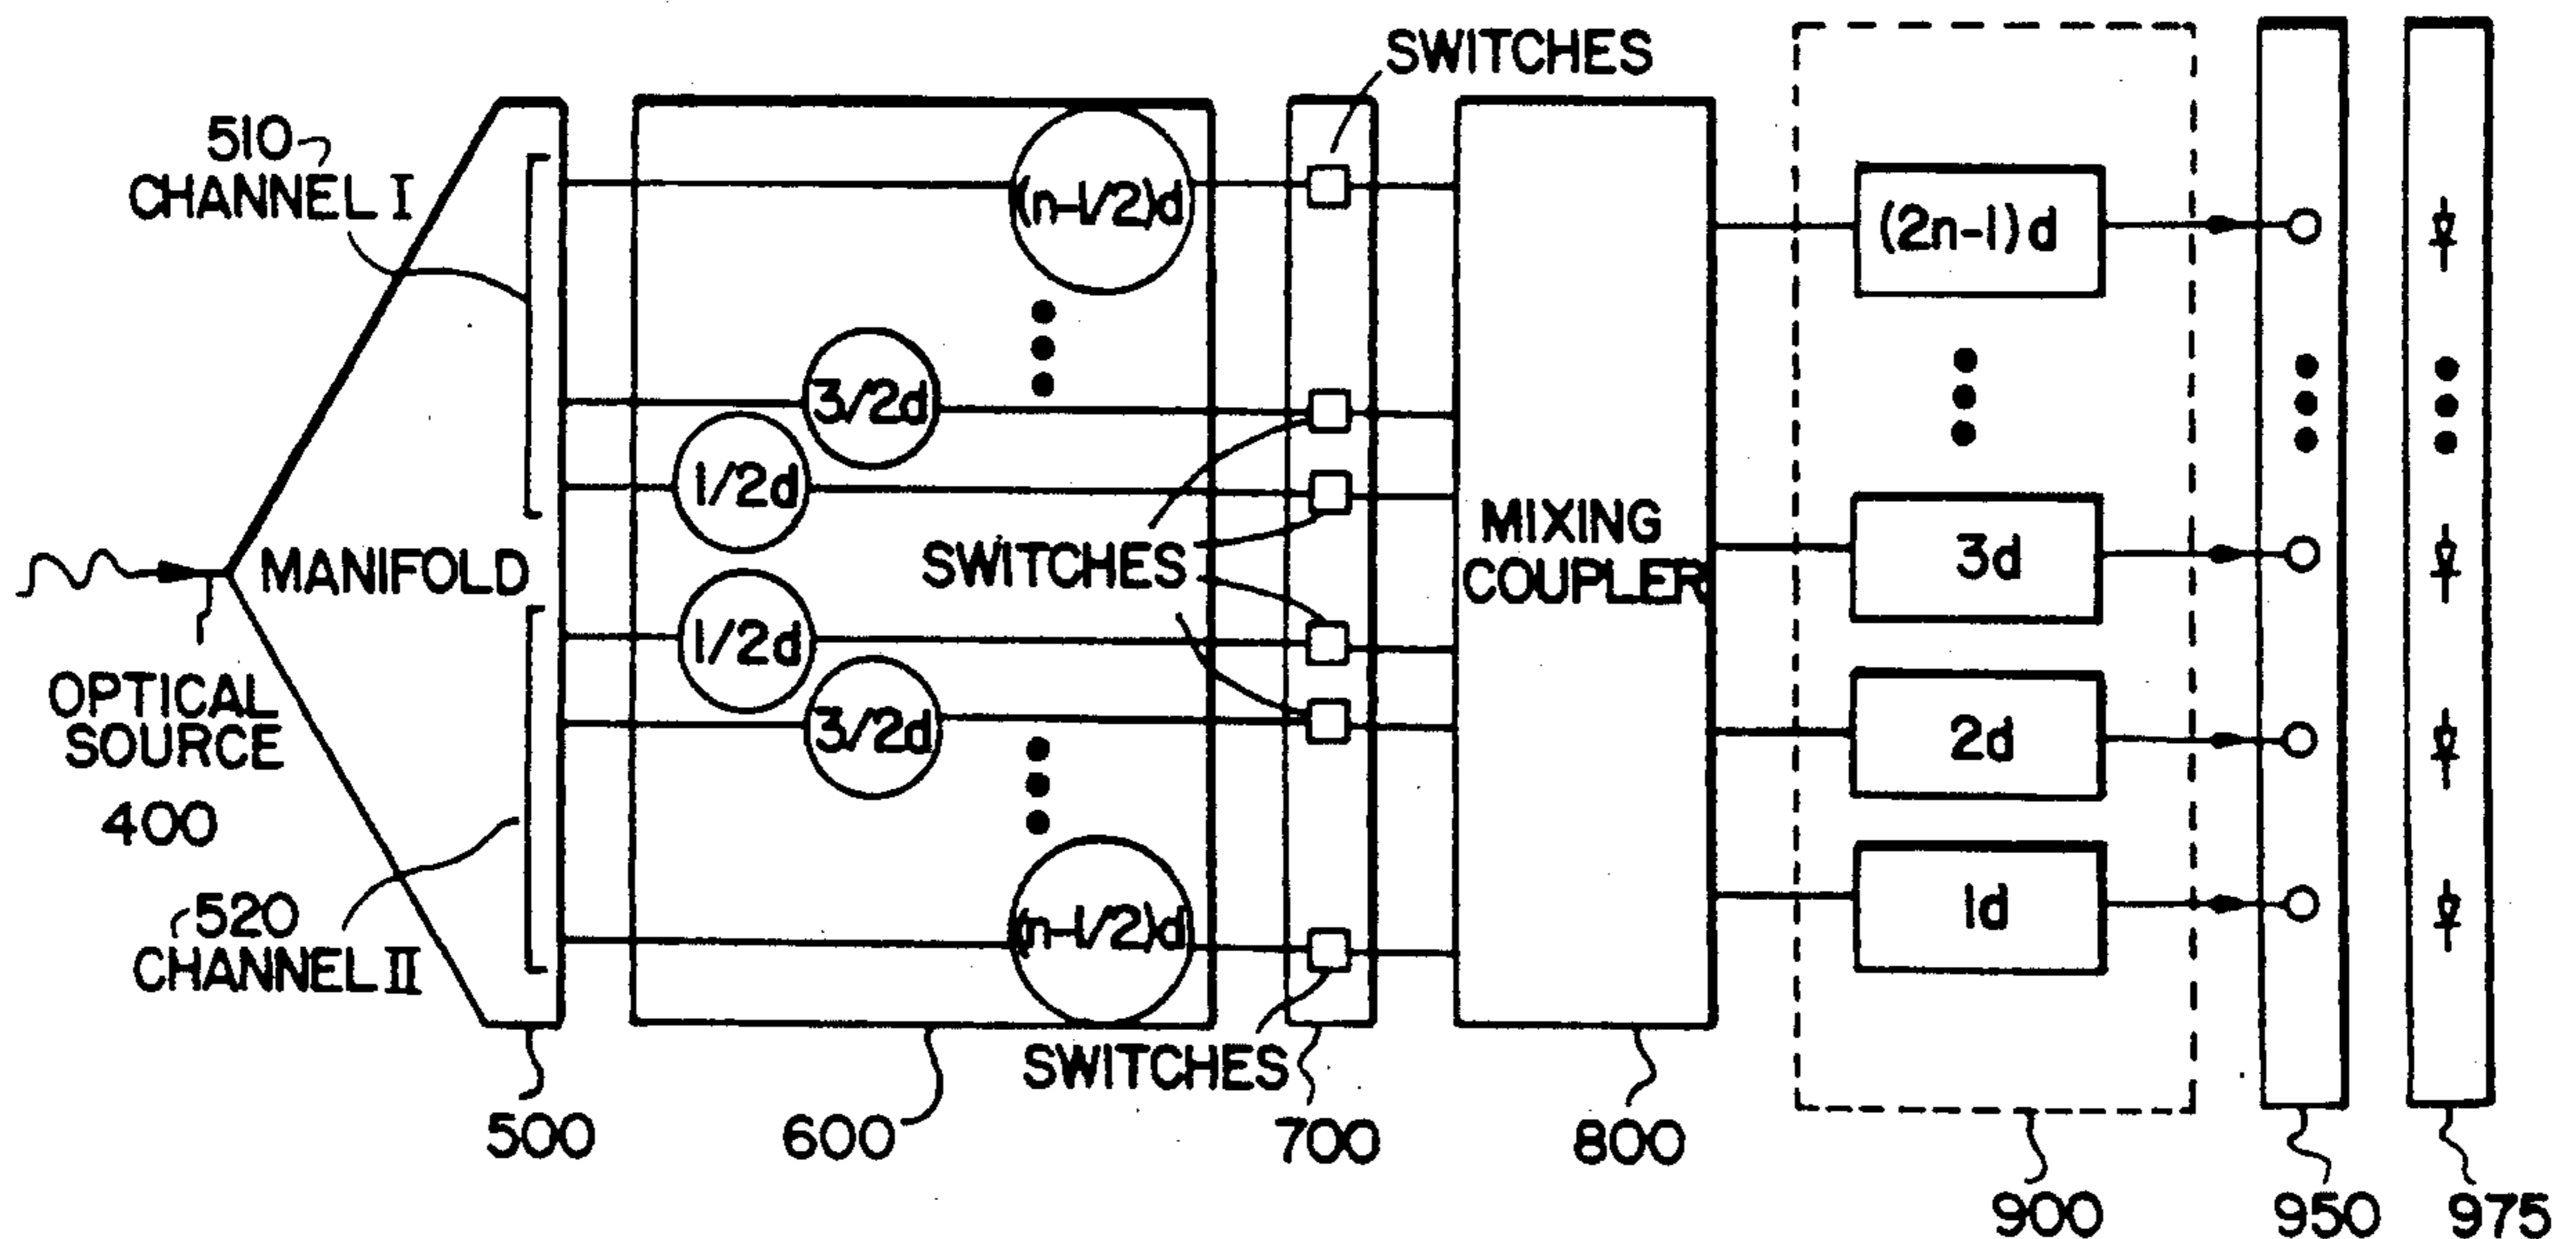 SWITCHES
510
CHANNEL I
(n-1/2)d
(2n-1)d
3/2d
1/2d
MANIFOLD
SWITCHES
MIXING
COUPLER
3d
1/2d
OPTICAL
SOURCE
400
3/2d
2d
520
CHANNEL II
(n-1/2)d
1d
SWITCHES
500
600
700
800
900
950
975